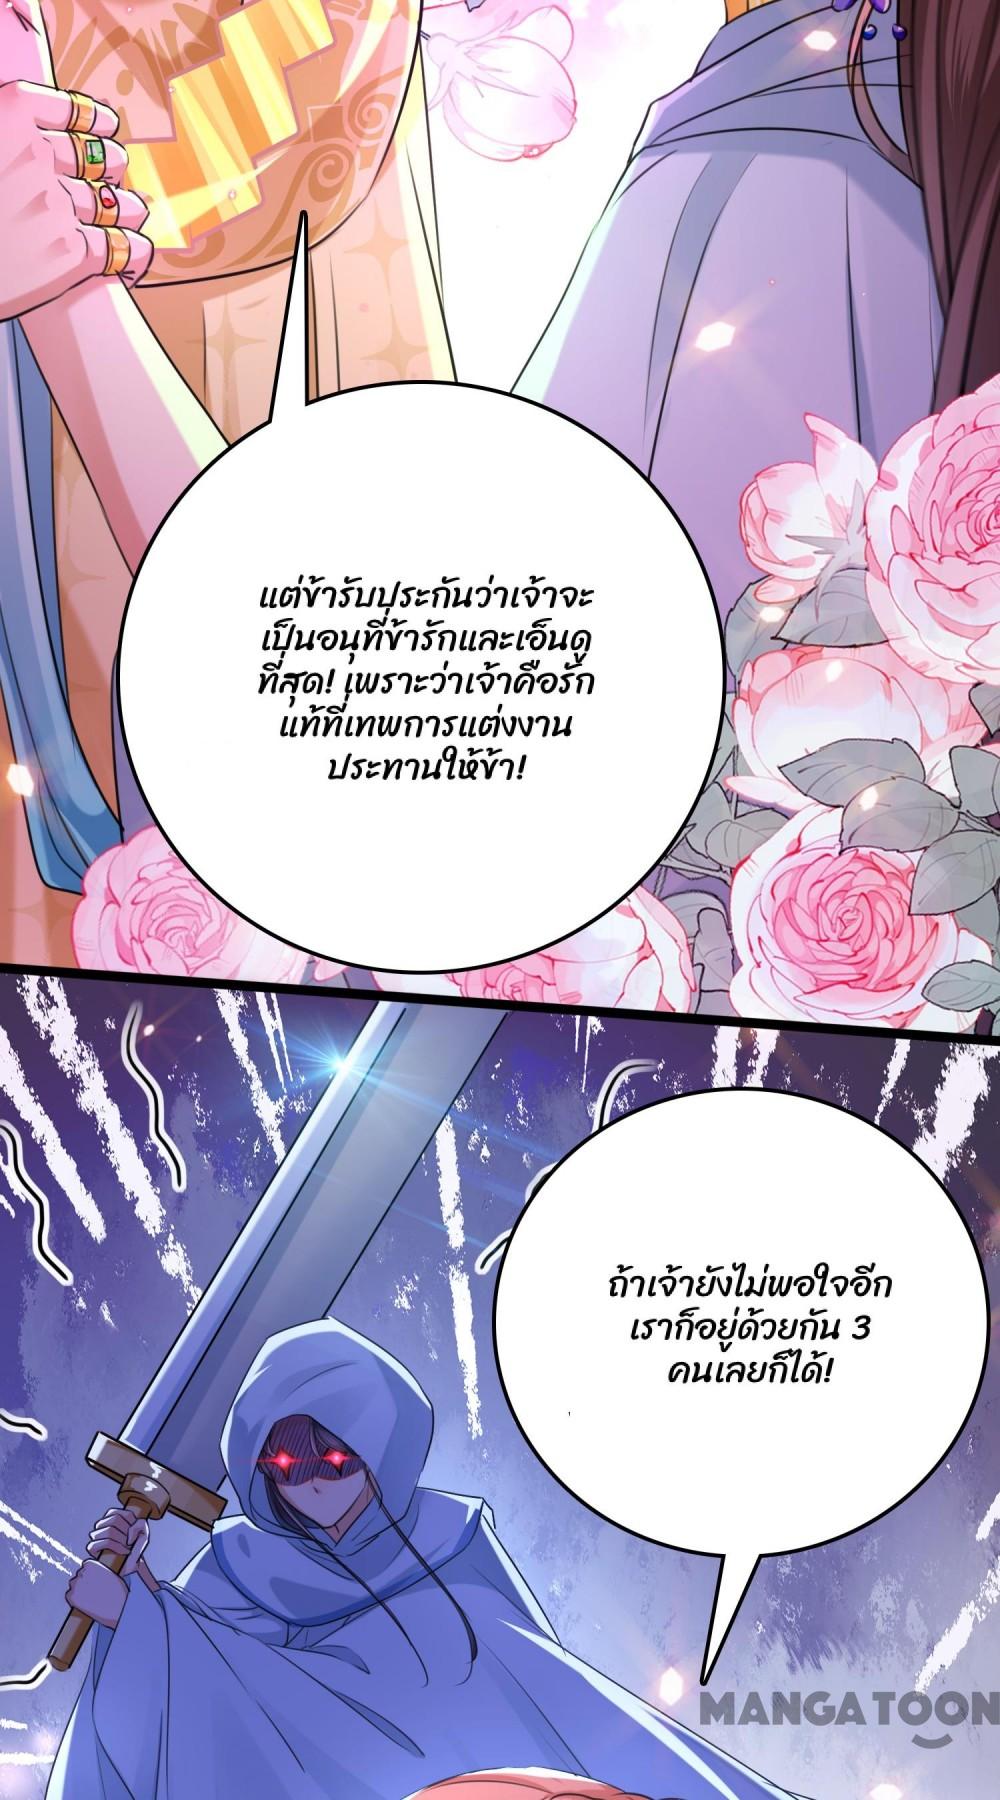 แต่ข้ารับประกันว่าเจ้าจะ
เป็นอนุที่ข้ารักและเอ็นดู
ที่สุด! เพราะว่าเจ้าคือรัก
แท้ที่เทพการแต่งงาน
ประทานให้ข้า!
ถ้าเจ้ายังไม่พอใจอีก
เราก็อยู่ด้วยกัน 3
คนเลยก็ได้!
MANGATOON